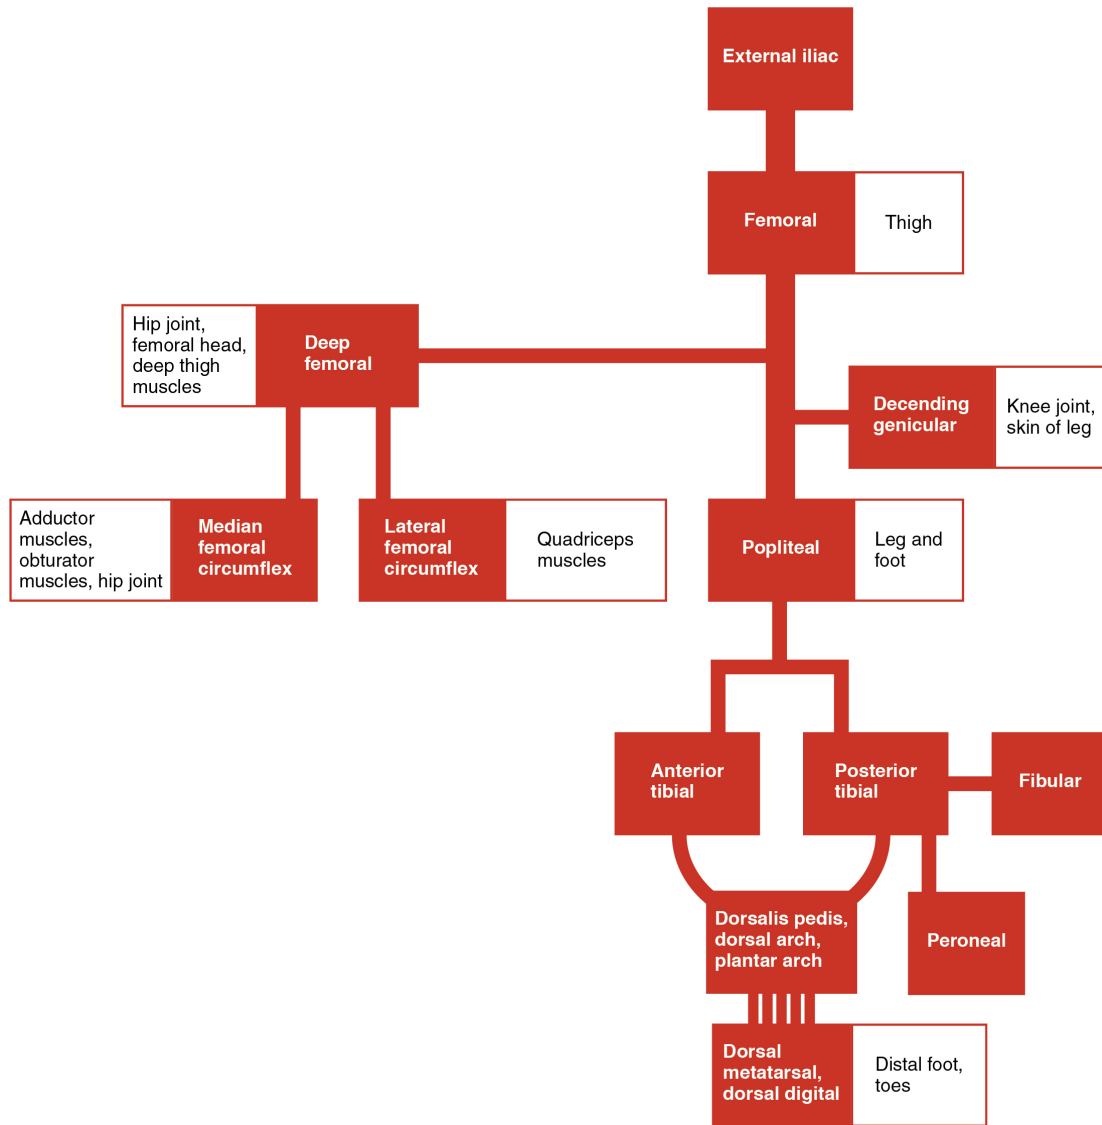 External iliac
Femoral
Thigh
Hip joint,
femoral head,
deep thigh
muscles
Deep
femoral
Decending
genicular
Knee joint,
skin of leg
Adductor
muscles,
obturator
muscles, hip joint
Median
femoral
circumflex
Lateral
femoral
circumflex
Quadriceps
muscles
Popliteal
Leg and
foot
Anterior
tibial
Posterior
tibial
Fibular
Dorsalis pedis,
dorsal arch,
plantar arch
Peroneal
Dorsal
metatarsal,
dorsal digital
Distal foot,
toes